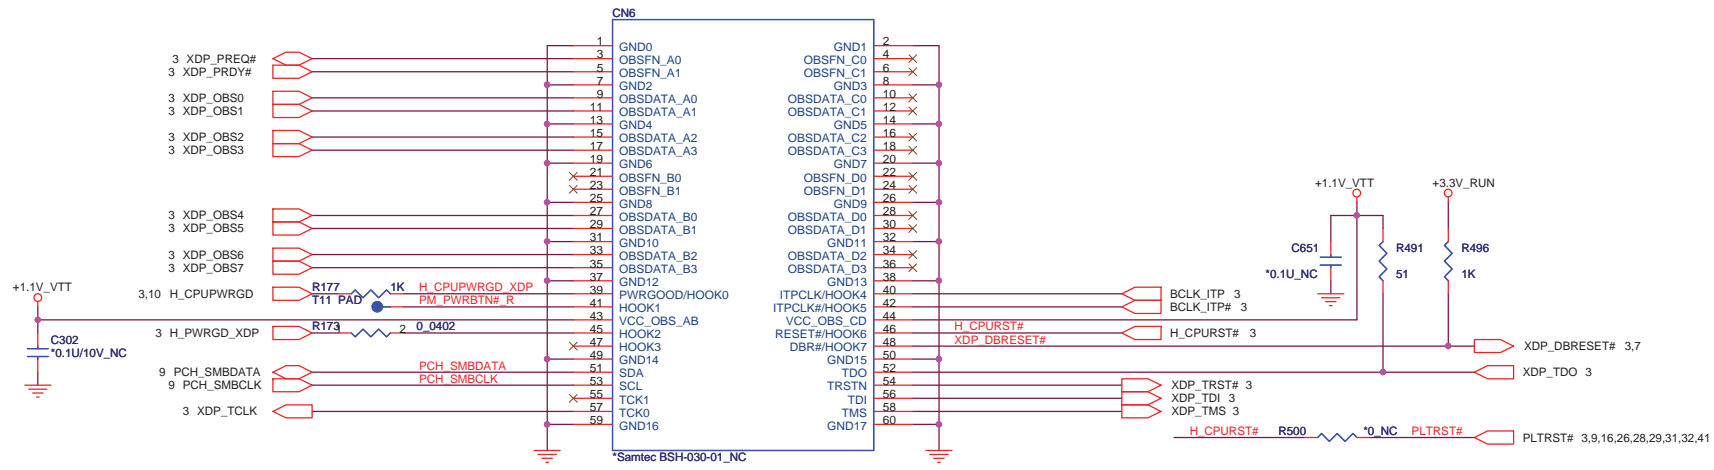 CN6
1 GND0 GND1 2
3 XDP_PREQ# 3 OBSFN_A0 OBSFN_C0 4
3 XDP_PRDY# 5 OBSFN_A1 OBSFN_C1 6
7 GND2 GND3 8
3 XDP_OBS0 9 OBSDATA_A0 OBSDATA_C0 10
3 XDP_OBS1 11 OBSDATA_A1 OBSDATA_C1 12
13 GND4 GND5 14
3 XDP_OBS2 15 OBSDATA_A2 OBSDATA_C2 16
3 XDP_OBS3 17 OBSDATA_A3 OBSDATA_C3 18
19 GND6 GND7 20
21 OBSFN_B0 OBSFN_D0 22
23 OBSFN_B1 OBSFN_D1 24
+1.1V_VTT +3.3V_RUN
25 GND8 GND9 26
3 XDP_OBS4 27 OBSDATA_B0 OBSDATA_D0 28
3 XDP_OBS5 29 OBSDATA_B1 OBSDATA_D1 30
31 GND10 GND11 32
C651 R491 R496
3 XDP_OBS6 33 OBSDATA_B2 OBSDATA_D2 34
3 XDP_OBS7 35 OBSDATA_B3 OBSDATA_D3 36
*0.1U_NC 51 1K
37 GND12 GND13 38
+1.1V_VTT
3,10 H_CPUPWRGD R177 1K H_CPUPWRGD_XDP 39 PWRGOOD/HOOK0 ITPCLK/HOOK4 40 BCLK_ITP 3
T11 PAD PM_PWRBTN#_R 41 HOOK1 ITPCLK#/HOOK5 42 BCLK_ITP# 3
43 VCC_OBS_AB VCC_OBS_CD 44
3 H_PWRGD_XDP R173 1 2 0_0402 45 HOOK2 RESET#/HOOK6 46 H_CPURST# H_CPURST# 3
C302
*0.1U/10V_NC
47 HOOK3 DBR#/HOOK7 48 XDP_DBRESET# XDP_DBRESET# 3,7
49 GND14 GND15 50
9 PCH_SMBDATA PCH_SMBDATA 51 SDA TDO 52 XDP_TDO 3
9 PCH_SMBCLK PCH_SMBCLK 53 SCL TRSTN 54 XDP_TRST# 3
55 TCK1 TDI 56 XDP_TDI 3
3 XDP_TCLK 57 TCK0 TMS 58 XDP_TMS 3
59 GND16 GND17 60
H_CPURST# R500 *0_NC PLTRST# PLTRST# 3,9,16,26,28,29,31,32,41
*Samtec BSH-030-01_NC